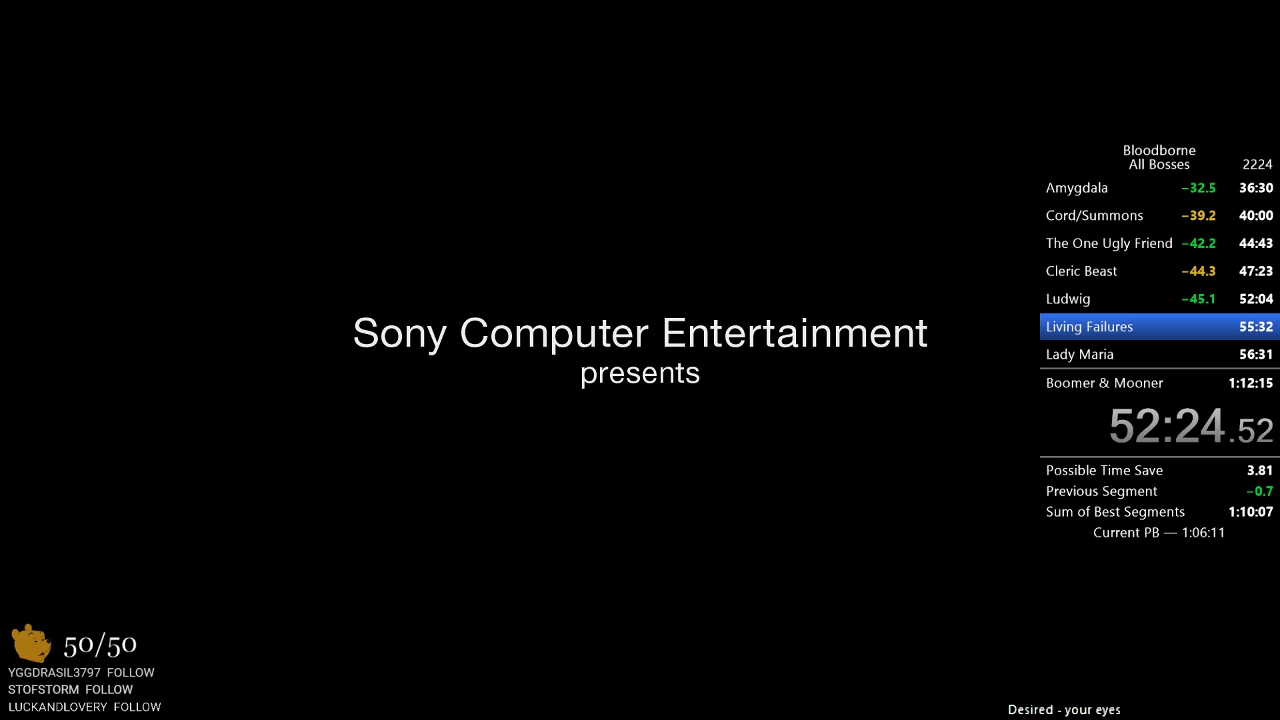 Sony Computer Entertainment
presents
Bloodborne
All Bosses 2224
Amygdala −32.5 36:30
Cord/Summons −39.2 40:00
The One Ugly Friend −42.2 44:43
Cleric Beast −44.3 47:23
Ludwig −45.1 52:04
Living Failures 55:32
Lady Maria 56:31
Boomer & Mooner 1:12:15
52:24.52
Possible Time Save 3.81
Previous Segment −0.7
Sum of Best Segments 1:10:07
Current PB — 1:06:11
50/50
YGGDRASIL3797 FOLLOW
STOFSTORM FOLLOW
LUCKANDLOVERY FOLLOW
Desired - your eyes